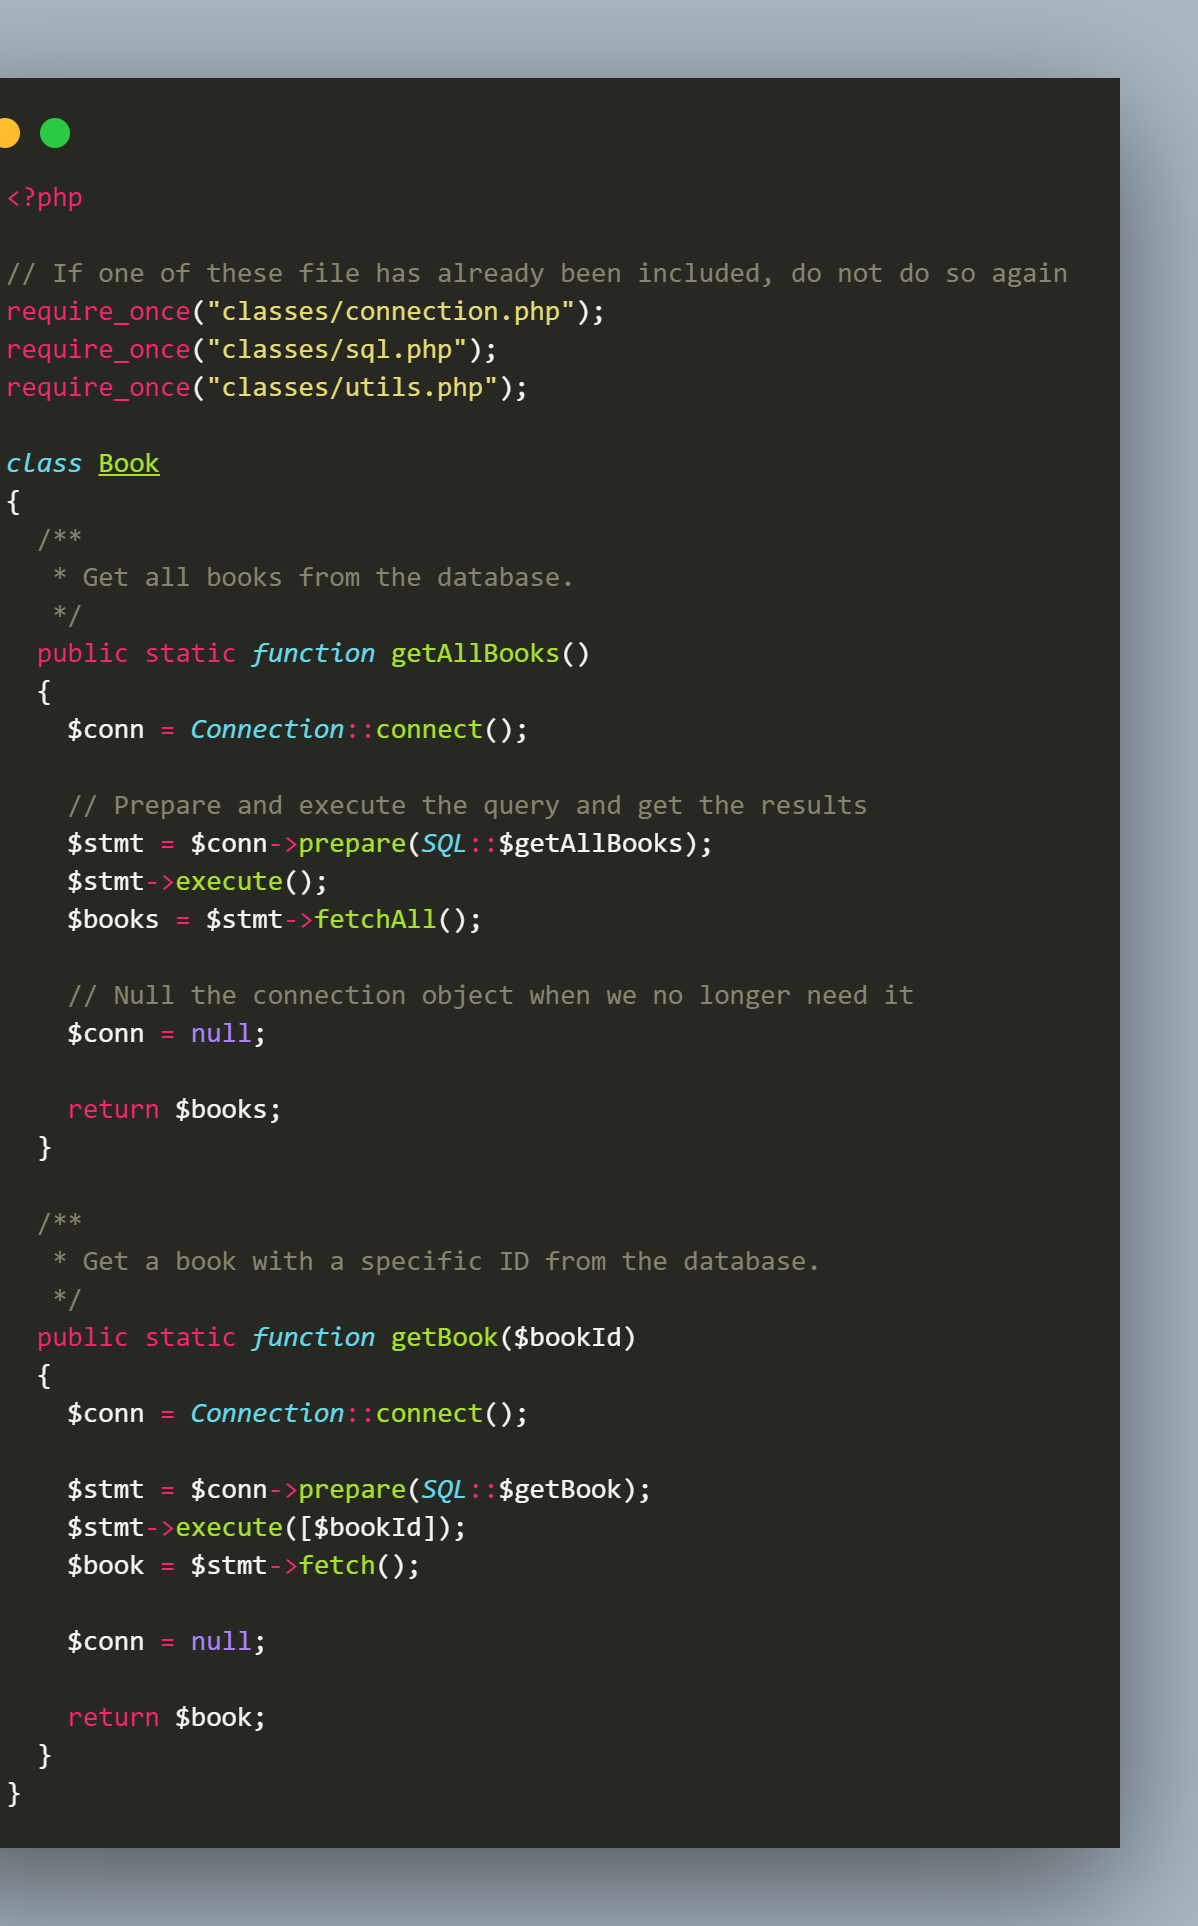 <?php

// If one of these file has already been included, do not do so again
require_once("classes/connection.php");
require_once("classes/sql.php");
require_once("classes/utils.php");

class Book
{
  /**
   * Get all books from the database.
   */
  public static function getAllBooks()
  {
    $conn = Connection::connect();

    // Prepare and execute the query and get the results
    $stmt = $conn->prepare(SQL::$getAllBooks);
    $stmt->execute();
    $books = $stmt->fetchAll();

    // Null the connection object when we no longer need it
    $conn = null;

    return $books;
  }

  /**
   * Get a book with a specific ID from the database.
   */
  public static function getBook($bookId)
  {
    $conn = Connection::connect();

    $stmt = $conn->prepare(SQL::$getBook);
    $stmt->execute([$bookId]);
    $book = $stmt->fetch();

    $conn = null;

    return $book;
  }
}